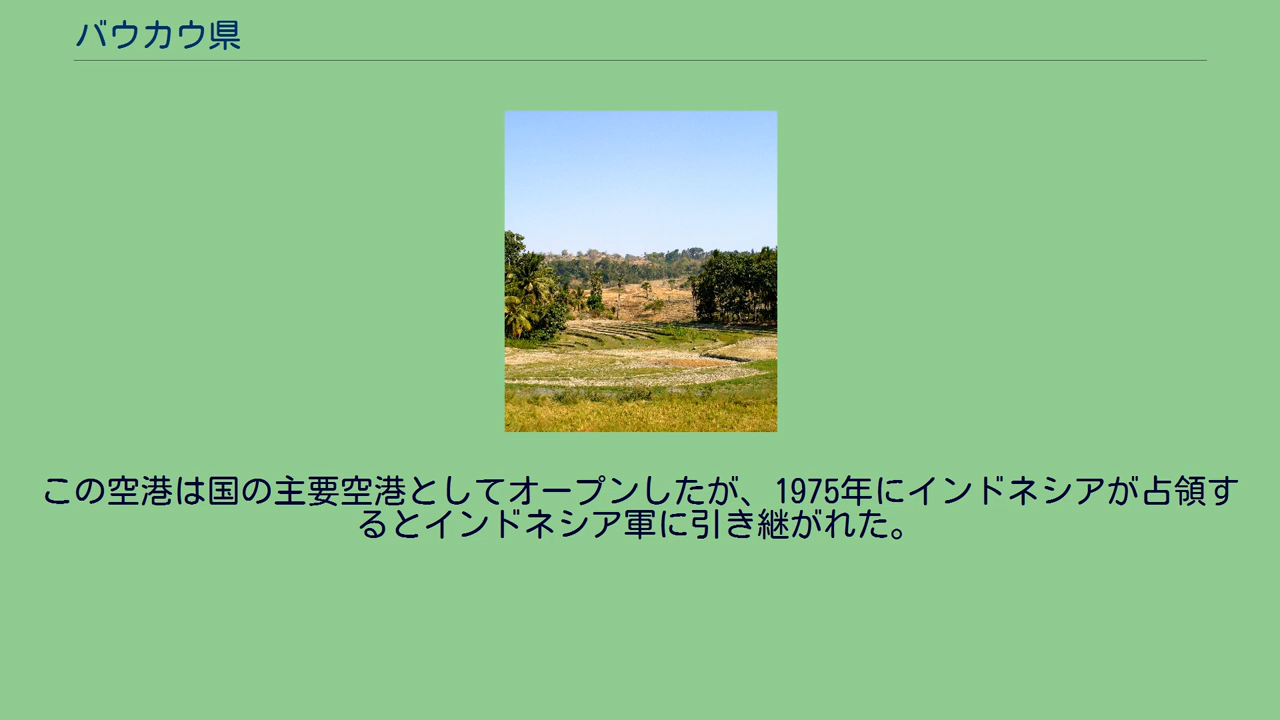 バウカウ県
この空港は国の主要空港としてオープンしたが、1975年にインドネシアが占領す
るとインドネシア軍に引き継がれた。